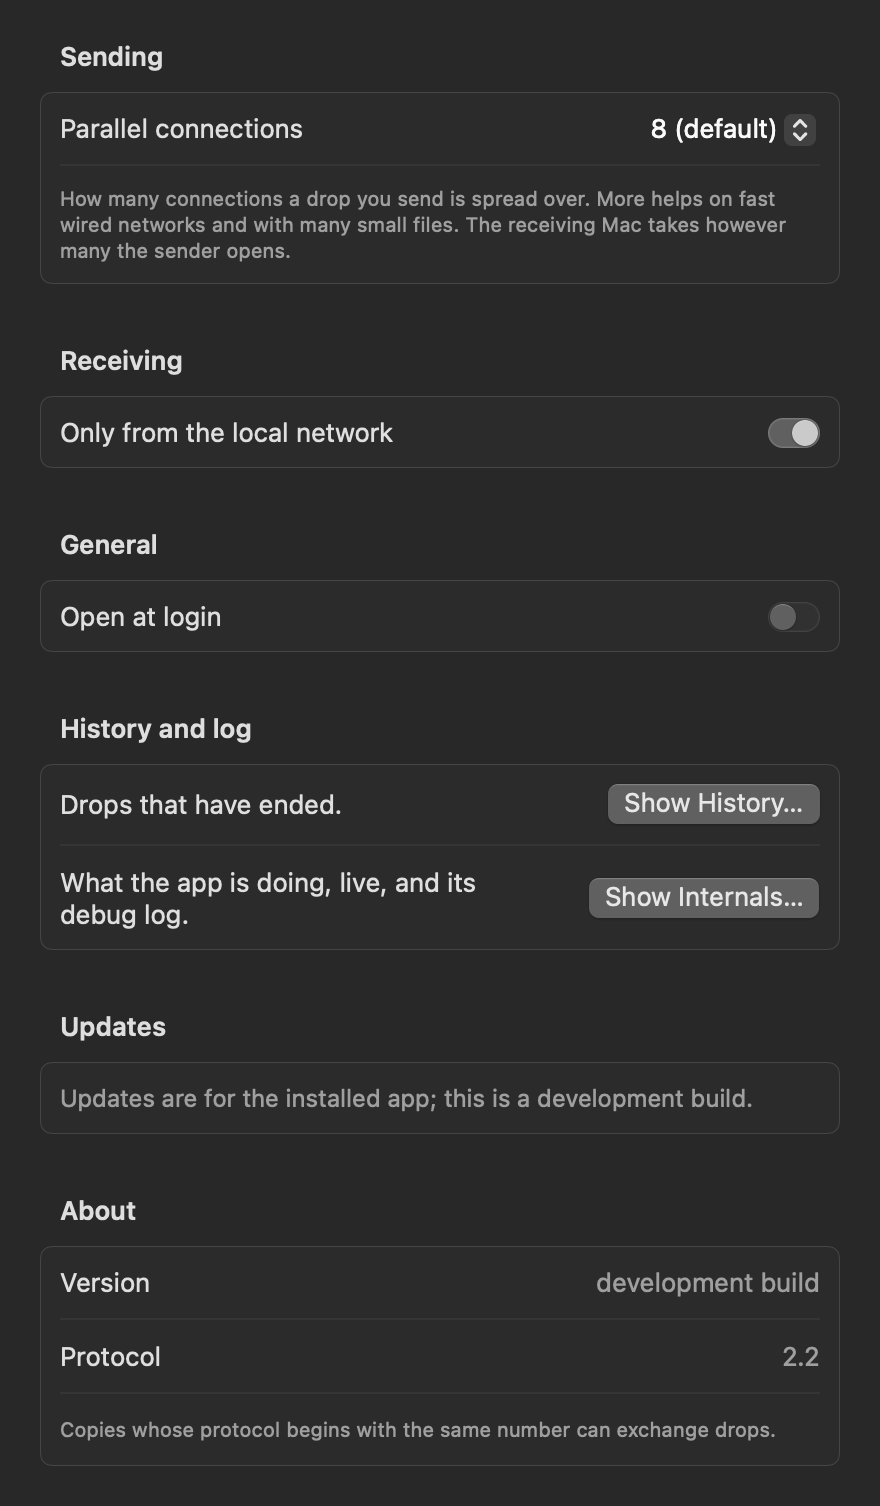 Sending
Parallel connections
8 (default)
How many connections a drop you send is spread over. More helps on fast
wired networks and with many small files. The receiving Mac takes however
many the sender opens.
Receiving
Only from the local network
General
Open at login
History and log
Drops that have ended.
Show History...
What the app is doing, live, and its
debug log.
Show Internals...
Updates
Updates are for the installed app; this is a development build.
About
Version
development build
Protocol
2.2
Copies whose protocol begins with the same number can exchange drops.